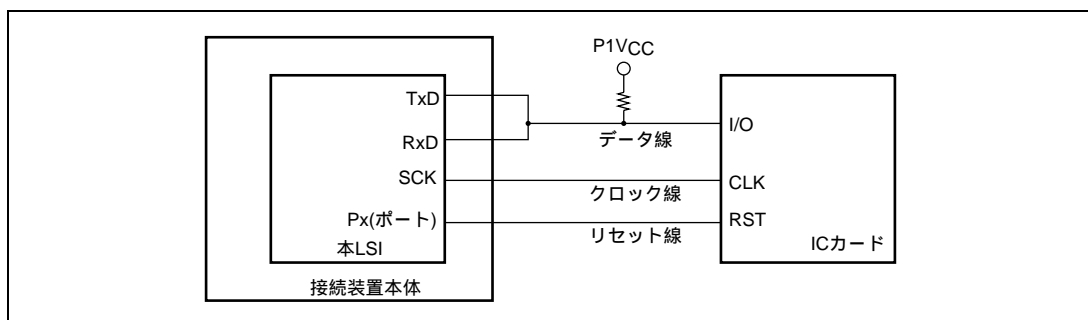 P1VCC
TxD
I/O
データ線
RxD
SCK
CLK
クロック線
Px(ポート)
RST
リセット線
本LSI
ICカード
接続装置本体